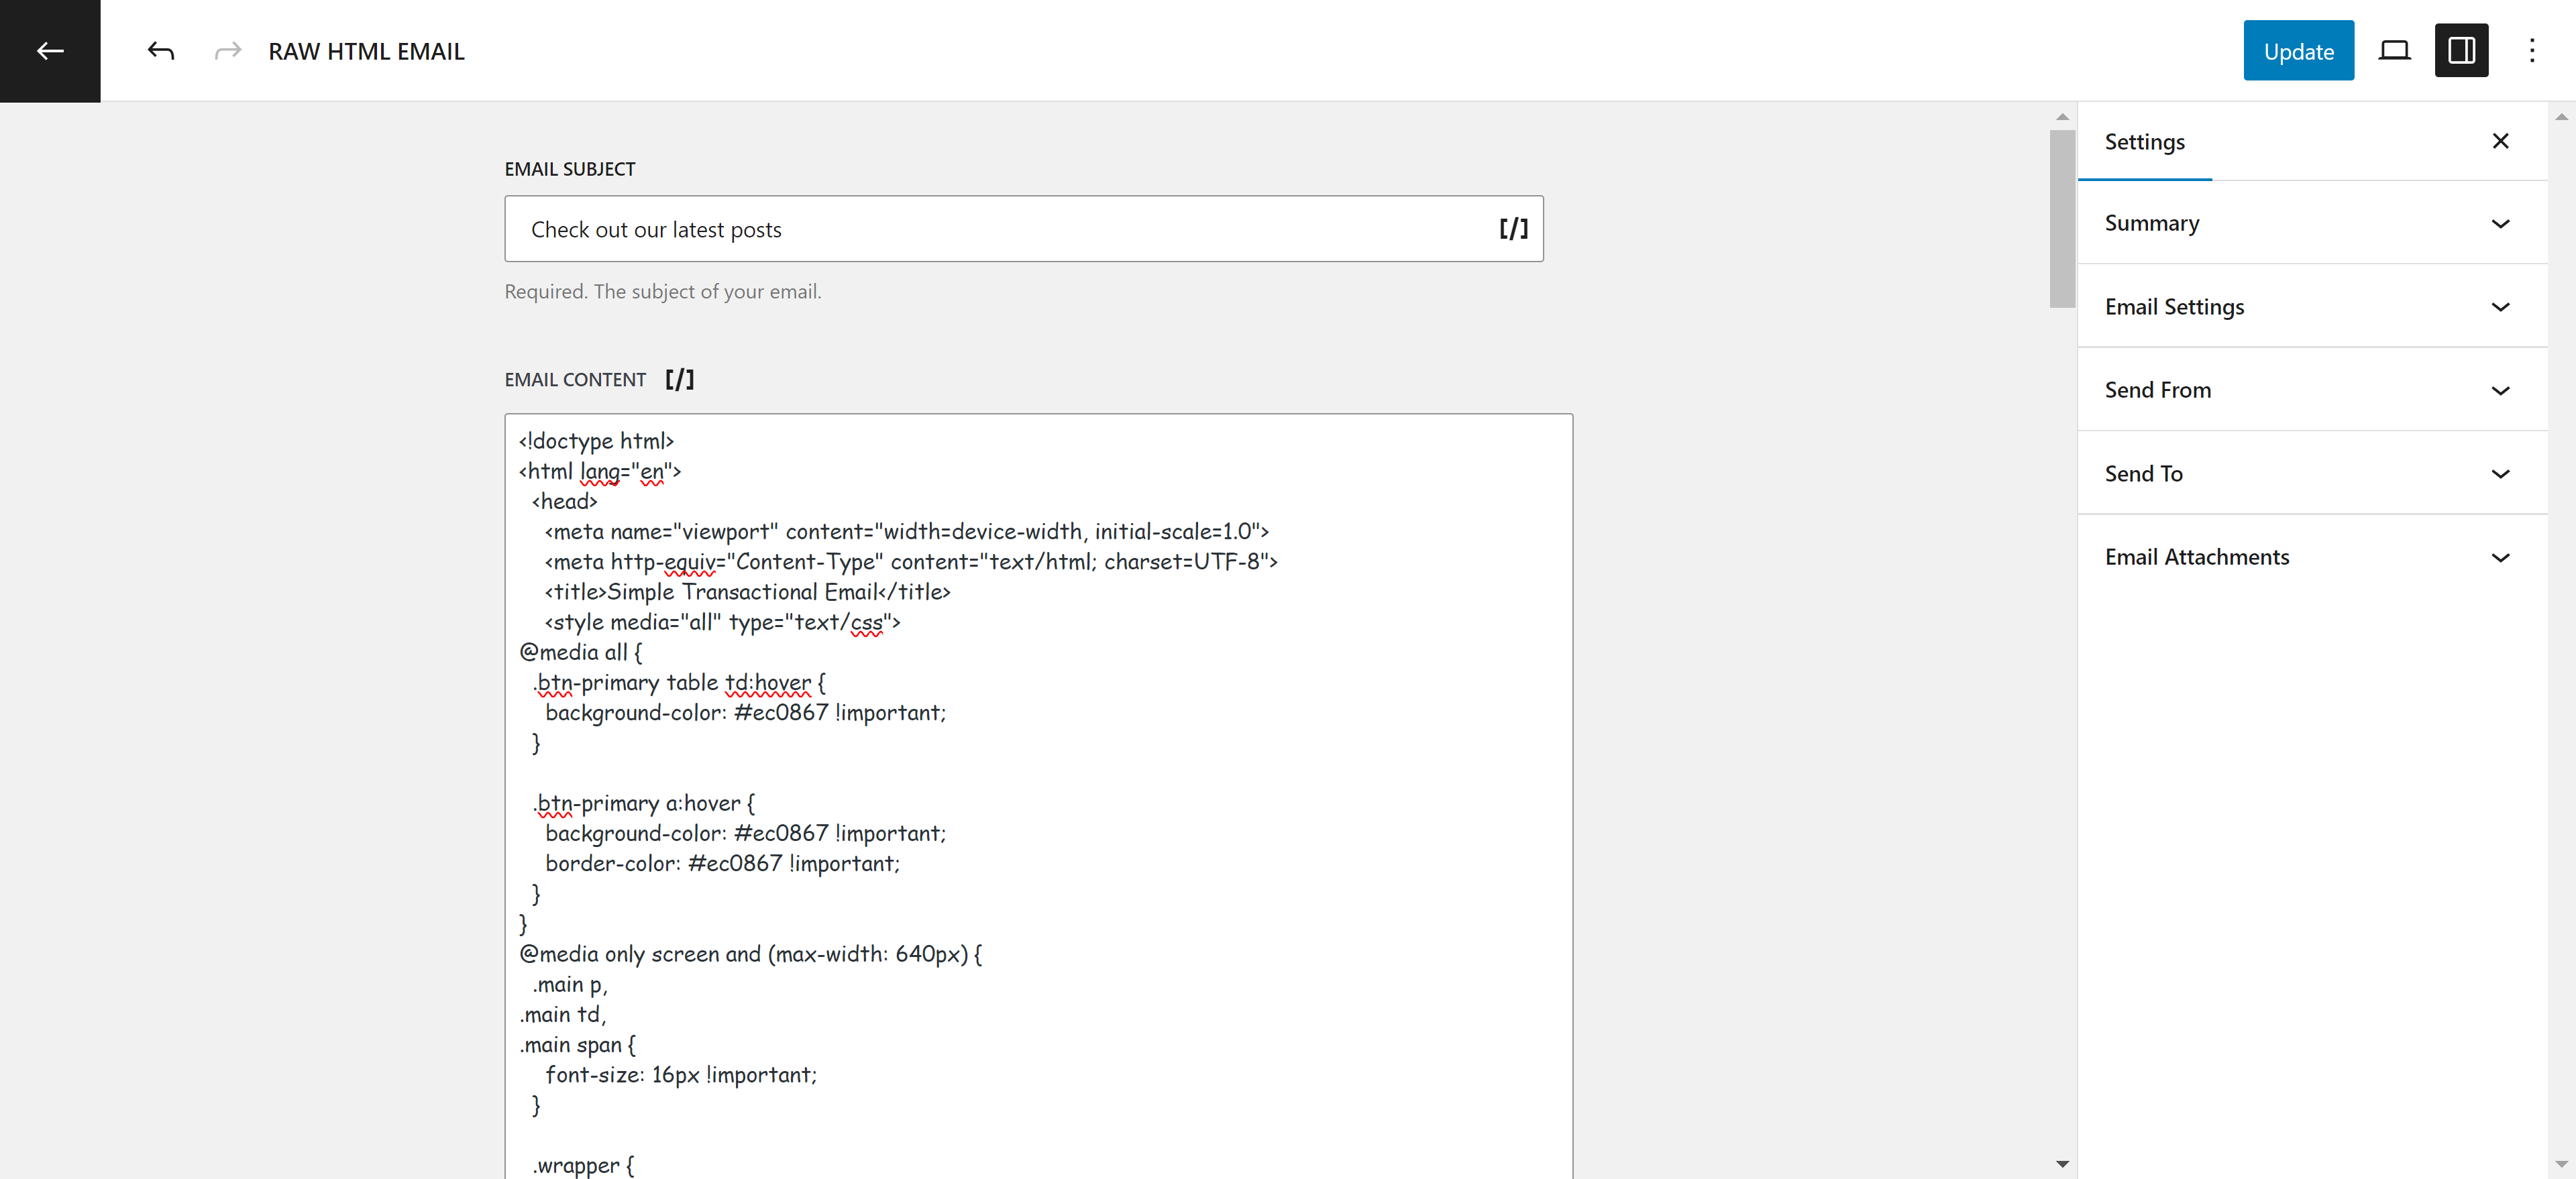 RAW HTML EMAIL
Update
EMAIL SUBJECT
Check out our latest posts
[/]
Required. The subject of your email.
EMAIL CONTENT [/]
<!doctype html>
<html lang="en">
  <head>
    <meta name="viewport" content="width=device-width, initial-scale=1.0">
    <meta http-equiv="Content-Type" content="text/html; charset=UTF-8">
    <title>Simple Transactional Email</title>
    <style media="all" type="text/css">
@media all {
  .btn-primary table td:hover {
    background-color: #ec0867 !important;
  }

  .btn-primary a:hover {
    background-color: #ec0867 !important;
    border-color: #ec0867 !important;
  }
}
@media only screen and (max-width: 640px) {
  .main p,
.main td,
.main span {
    font-size: 16px !important;
  }

  .wrapper {
Settings
Summary
Email Settings
Send From
Send To
Email Attachments